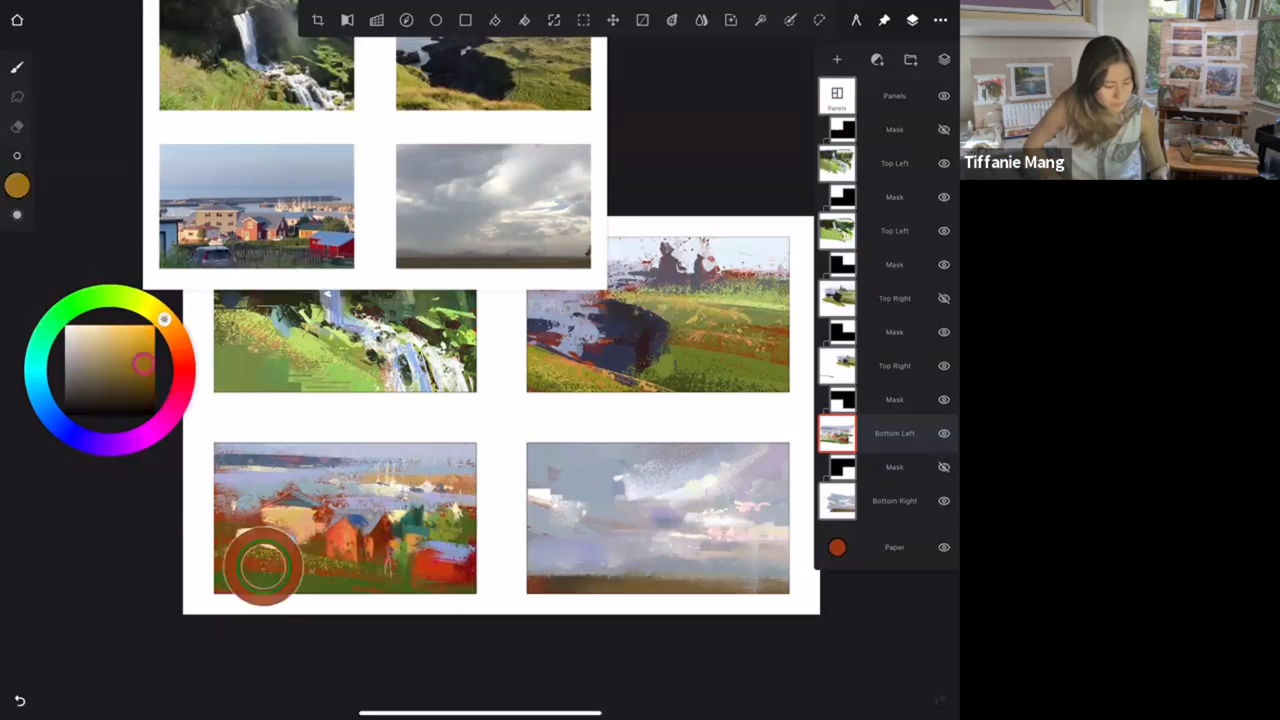 Panels
Panels
Mask
Top Left
Mask
Top Left
Mask
Top Right
Mask
Top Right
Mask
Bottom Left
Mask
Bottom Right
Paper
Tiffanie Mang